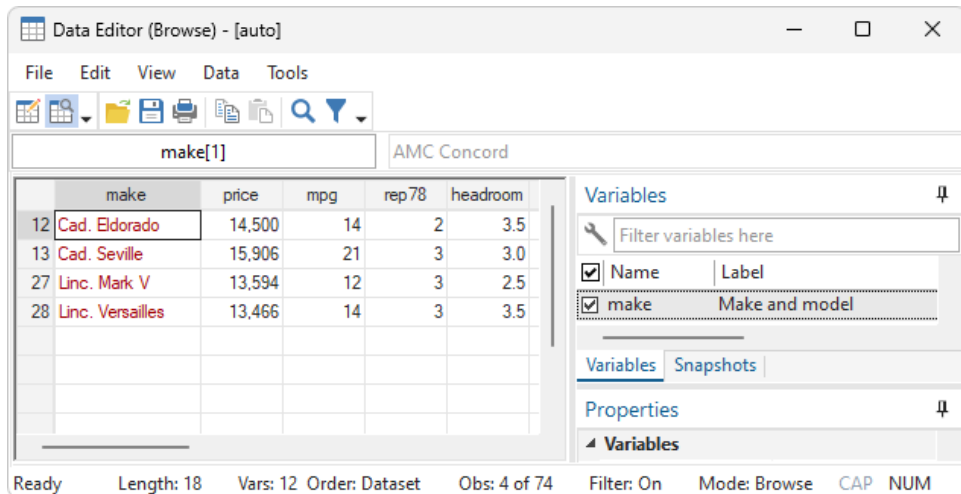 Data Editor (Browse) - [auto]
File Edit View Data Tools
make[1] AMC Concord
make price mpg rep78 headroom
12 Cad. Eldorado 14,500 14 2 3.5
13 Cad. Seville 15,906 21 3 3.0
27 Linc. Mark V 13,594 12 3 2.5
28 Linc. Versailles 13,466 14 3 3.5
Variables
Filter variables here
Name Label
make Make and model
Variables Snapshots
Properties
Variables
Ready Length: 18 Vars: 12 Order: Dataset Obs: 4 of 74 Filter: On Mode: Browse CAP NUM